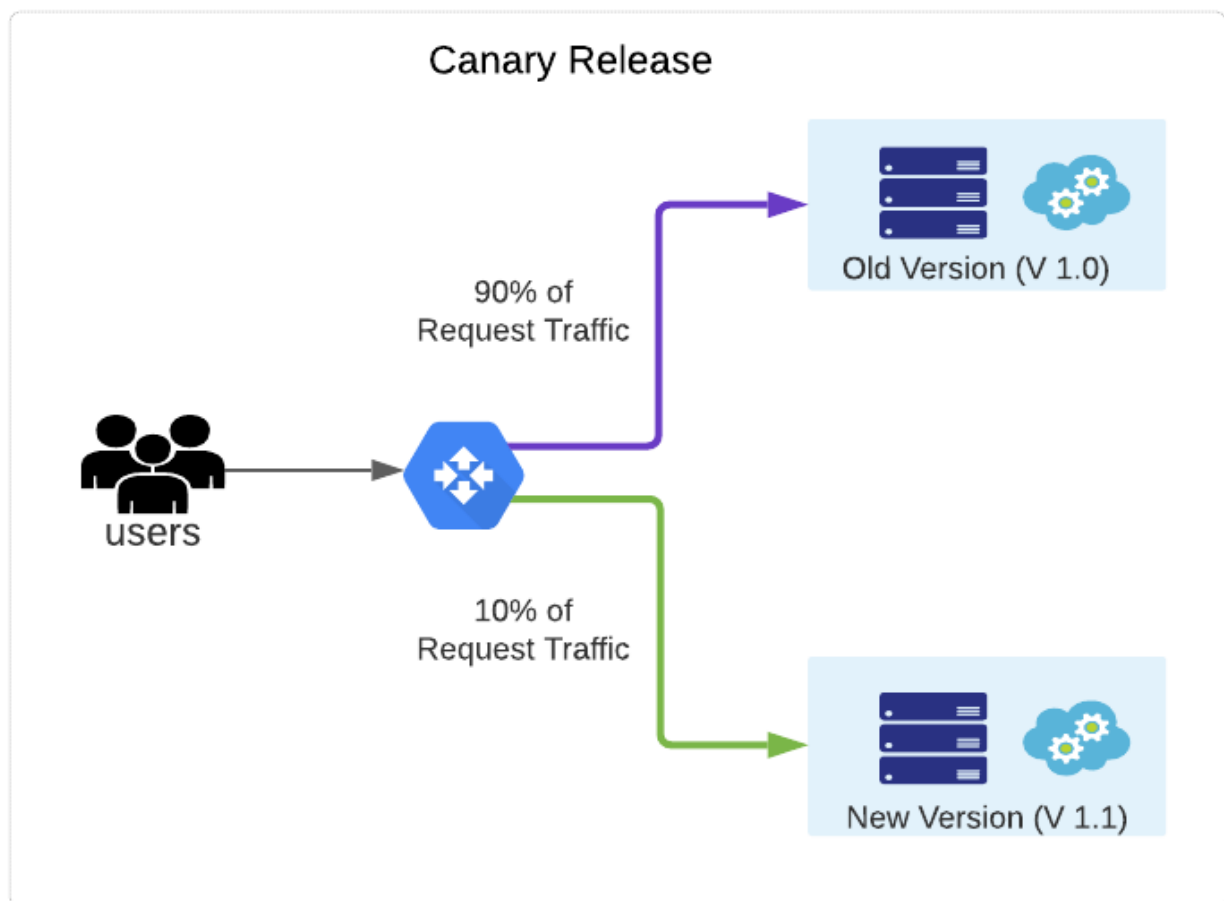 Canary Release
Old Version (V 1.0)
90% of
Request Traffic
users
10% of
Request Traffic
New Version (V 1.1)